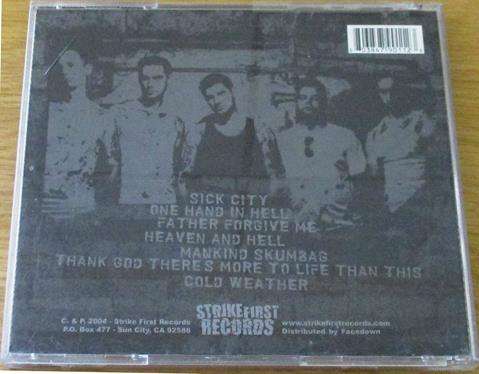 SICK CITY
ONE HAND IN HELL
FATHER FORGIVE ME
HEAVEN AND HELL
MANKIND SKUMBAG
THANK GOD THERES MORE TO LIFE THAN THIS
COLD WEATHER
STRIKE FIRST
RECORDS
C. & P. 2004 - Strike First Records
P.O. Box 477 - Sun City, CA 92586
www.strikefirstrecords.com
Distributed by Facedown